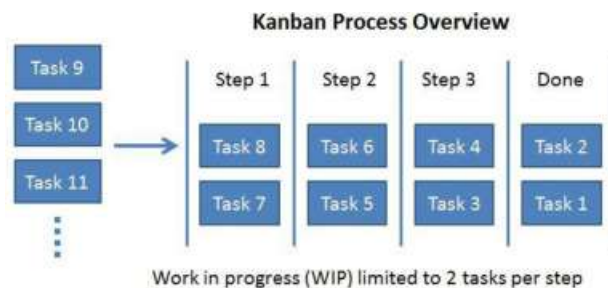 Kanban Process Overview
Task 9
Task 10
Task 11
Step 1
Step 2
Step 3
Done
Task 8
Task 6
Task 4
Task 2
Task 7
Task 5
Task 3
Task 1
Work in progress (WIP) limited to 2 tasks per step